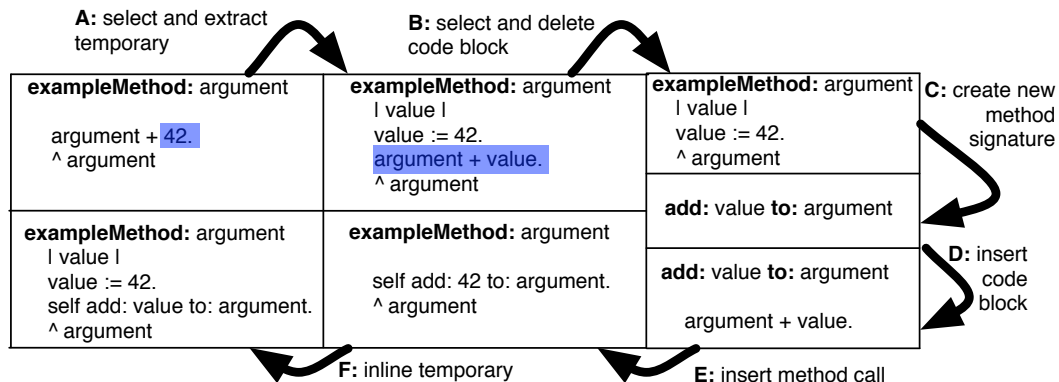 A: select and extract
temporary
B: select and delete
code block
exampleMethod: argument
argument + 42.
^ argument
exampleMethod: argument
| value |
value := 42.
argument + value.
^ argument
exampleMethod: argument
| value |
value := 42.
^ argument
C: create new
method
signature
add: value to: argument
D: insert
code
block
add: value to: argument
argument + value.
exampleMethod: argument
| value |
value := 42.
self add: value to: argument.
^ argument
exampleMethod: argument
self add: 42 to: argument.
^ argument
F: inline temporary
E: insert method call